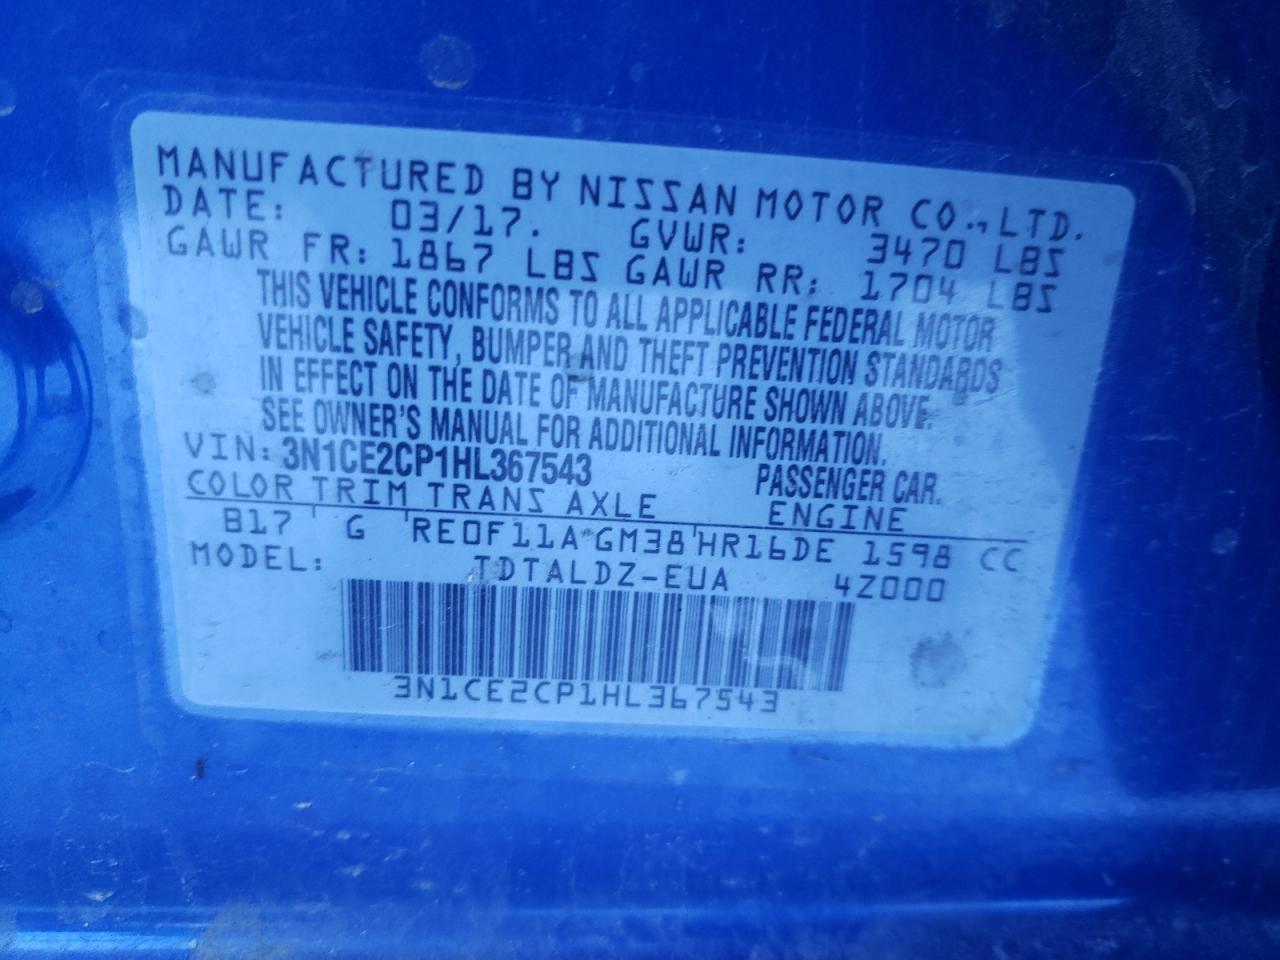 MANUFACTURED BY NISSAN MOTOR CO., LTD.
DATE: 03/17. GVWR: 3470 LBS
GAWR FR: 1867 LBS GAWR RR: 1704 LBS
THIS VEHICLE CONFORMS TO ALL APPLICABLE FEDERAL MOTOR
VEHICLE SAFETY, BUMPER AND THEFT PREVENTION STANDARDS
IN EFFECT ON THE DATE OF MANUFACTURE SHOWN ABOVE.
SEE OWNER'S MANUAL FOR ADDITIONAL INFORMATION.
VIN: 3N1CE2CP1HL367543 PASSENGER CAR.
COLOR TRIM TRANS AXLE ENGINE
B17 G RE0F11A GM38 HR16DE 1598 CC
MODEL: TDTALDZ-EUA 4Z000
3N1CE2CP1HL367543